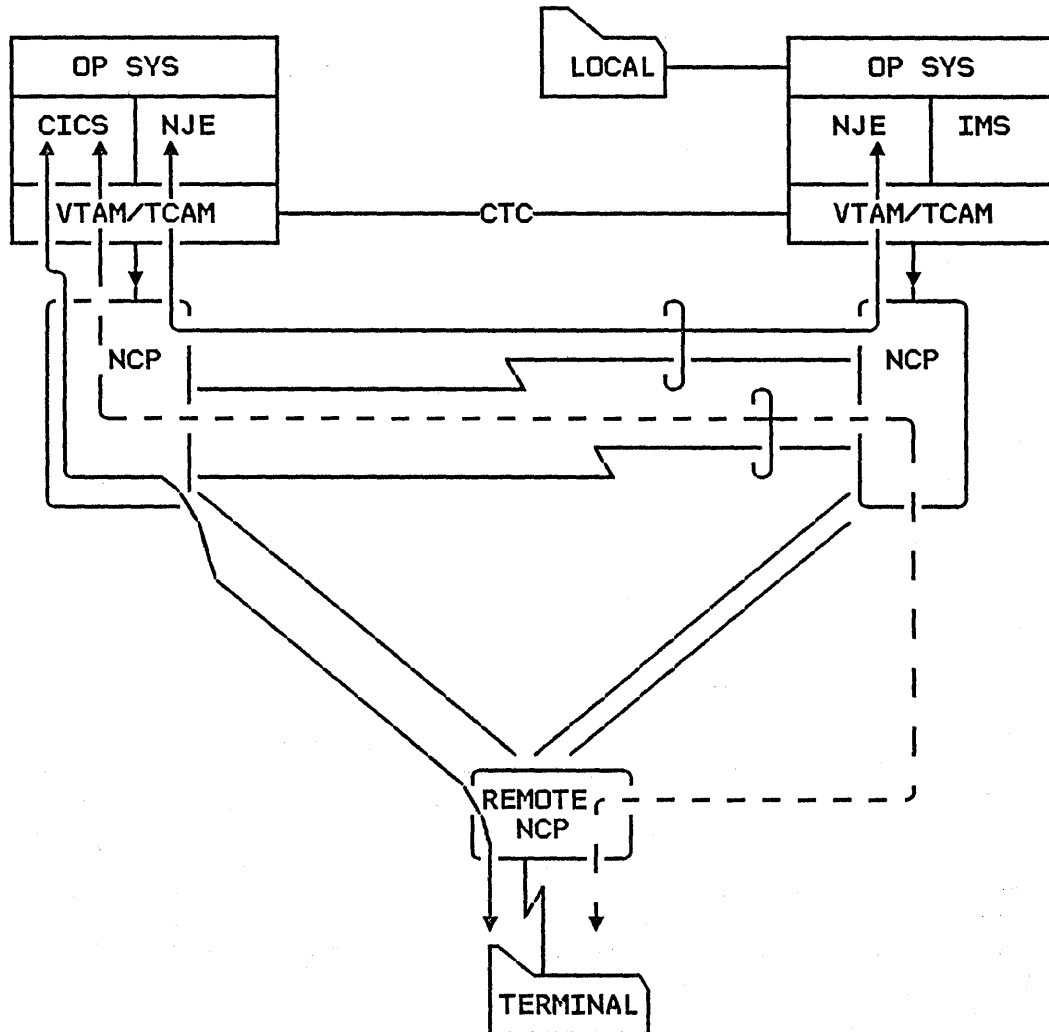 OP SYS
LOCAL
OP SYS
CICS
NJE
NJE
IMS
VTAM/TCAM
CTC
VTAM/TCAM
NCP
NCP
REMOTE
NCP
TERMINAL